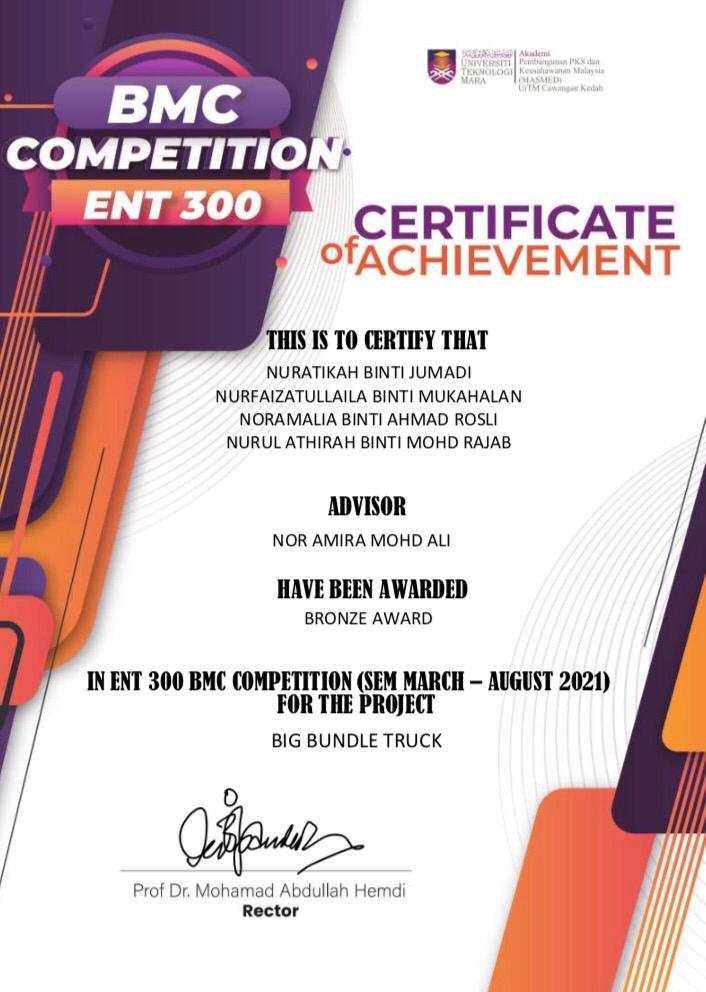 BMC
COMPETITION
ENT 300
UNIVERSITI
TEKNOLOGI
MARA
Akademi
Pembangunan PKS dan
Keusahawanan Malaysia
(MASMED)
UiTM Cawangan Kedah
CERTIFICATE
of ACHIEVEMENT
THIS IS TO CERTIFY THAT
NURATIKAH BINTI JUMADI
NURFAIZATULLAILA BINTI MUKAHALAN
NORAMALIA BINTI AHMAD ROSLI
NURUL ATHIRAH BINTI MOHD RAJAB
ADVISOR
NOR AMIRA MOHD ALI
HAVE BEEN AWARDED
BRONZE AWARD
IN ENT 300 BMC COMPETITION (SEM MARCH – AUGUST 2021)
FOR THE PROJECT
BIG BUNDLE TRUCK
Prof Dr. Mohamad Abdullah Hemdi
Rector